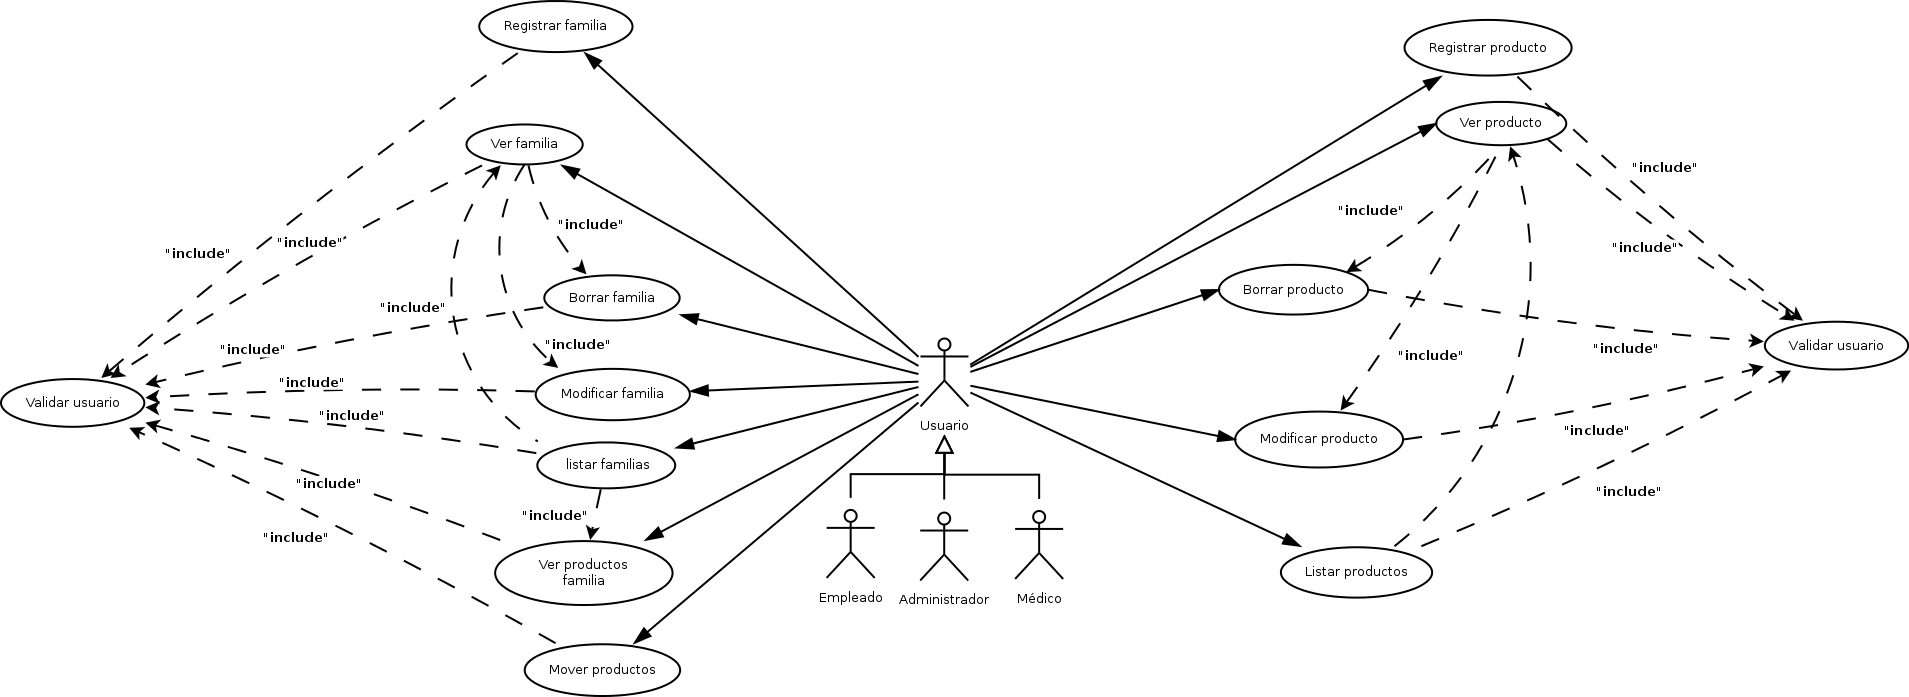 Registrar familia
Registrar producto
Ver familia
Ver producto
"include"
"include"
"include"
"include"
"include"
"include"
"include"
Borrar familia
Borrar producto
"include"
"include"
"include"
"include"
"include"
Validar usuario
Validar usuario
"include"
Modificar familia
Modificar producto
"include"
Usuario
"include"
listar familias
"include"
"include"
"include"
"include"
Ver productos
familia
Listar productos
Empleado
Administrador
Médico
Mover productos